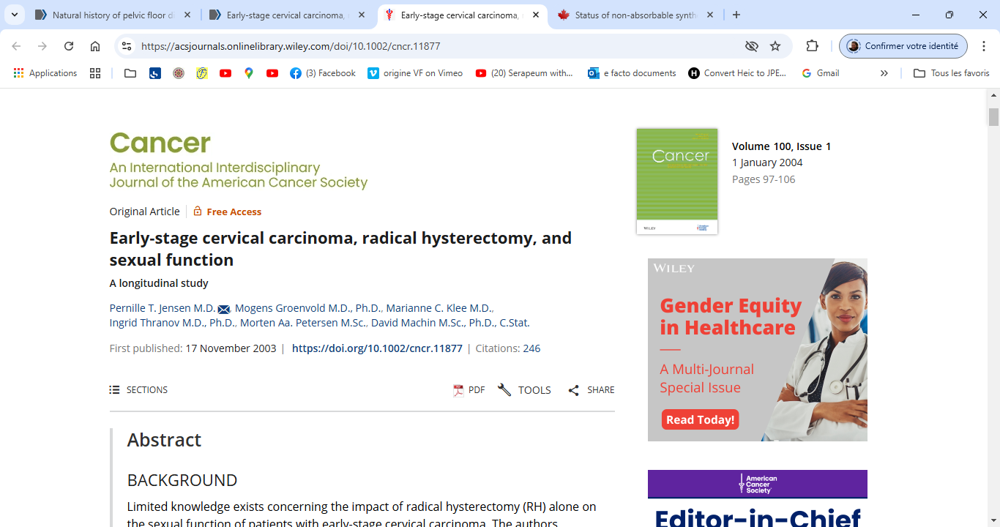 Natural history of pelvic floor d
Early-stage cervical carcinoma,
Early-stage cervical carcinoma,
Status of non-absorbable synth
https://acsjournals.onlinelibrary.wiley.com/doi/10.1002/cncr.11877
Confirmer votre identité
Applications
(3) Facebook
origine VF on Vimeo
(20) Serapeum with...
e facto documents
Convert Heic to JPE...
Gmail
Tous les favoris
Cancer
An International Interdisciplinary
Journal of the American Cancer Society
Cancer
WILEY
Volume 100, Issue 1
1 January 2004
Pages 97-106
Original Article
Free Access
Early-stage cervical carcinoma, radical hysterectomy, and
sexual function
A longitudinal study
Pernille T. Jensen M.D. , Mogens Groenvold M.D., Ph.D., Marianne C. Klee M.D.,
Ingrid Thranov M.D., Ph.D., Morten Aa. Petersen M.Sc., David Machin M.Sc., Ph.D., C.Stat.
First published: 17 November 2003 | https://doi.org/10.1002/cncr.11877 | Citations: 246
SECTIONS
PDF
TOOLS
SHARE
Abstract
BACKGROUND
Limited knowledge exists concerning the impact of radical hysterectomy (RH) alone on
the sexual function of patients with early-stage cervical carcinoma. The authors
WILEY
Gender Equity
in Healthcare
A Multi-Journal
Special Issue
Read Today!
American
Cancer
Society
Editor-in-Chief